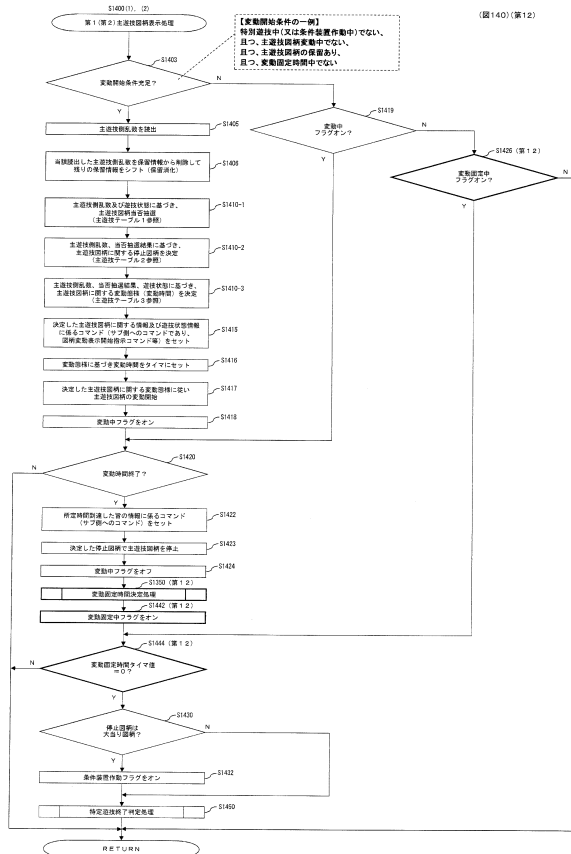 (図140)(第12)
S1400(1), (2)
第1(第2)主遊技図柄表示処理
【変動開始条件の一例】
特別遊技中(又は条件装置作動中)でない、
且つ、主遊技図柄変動中でない、
且つ、主遊技図柄の保留あり、
且つ、変動固定時間中でない
S1403
変動開始条件充足?
N
Y
S1419
変動中
フラグオン?
N
Y
S1426(第12)
変動固定中
フラグオン?
N
Y
S1405
主遊技側乱数を読出
S1406
当該読出した主遊技側乱数を保留情報から削除して
残りの保留情報をシフト(保留消化)
S1410-1
主遊技側乱数及び遊技状態に基づき、
主遊技図柄当否抽選
(主遊技テーブル1参照)
S1410-2
主遊技側乱数、当否抽選結果に基づき、
主遊技図柄に関する停止図柄を決定
(主遊技テーブル2参照)
S1410-3
主遊技側乱数、当否抽選結果、遊技状態に基づき、
主遊技図柄に関する変動態様(変動時間)を決定
(主遊技テーブル3参照)
S1415
決定した主遊技図柄に関する情報及び遊技状態情報
に係るコマンド(サブ側へのコマンドであり、
図柄変動表示開始指示コマンド等)をセット
S1416
変動態様に基づき変動時間をタイマにセット
S1417
決定した主遊技図柄に関する変動態様に従い
主遊技図柄の変動開始
S1418
変動中フラグをオン
S1420
N
変動時間終了?
Y
S1422
所定時間到達した旨の情報に係るコマンド
(サブ側へのコマンド)をセット
S1423
決定した停止図柄で主遊技図柄を停止
S1424
変動中フラグをオフ
S1350(第12)
変動固定時間決定処理
S1442(第12)
変動固定中フラグをオン
S1444(第12)
N
変動固定時間タイマ値
=0?
Y
S1430
停止図柄は
大当り図柄?
N
Y
S1432
条件装置作動フラグをオン
S1450
特定遊技終了判定処理
RETURN